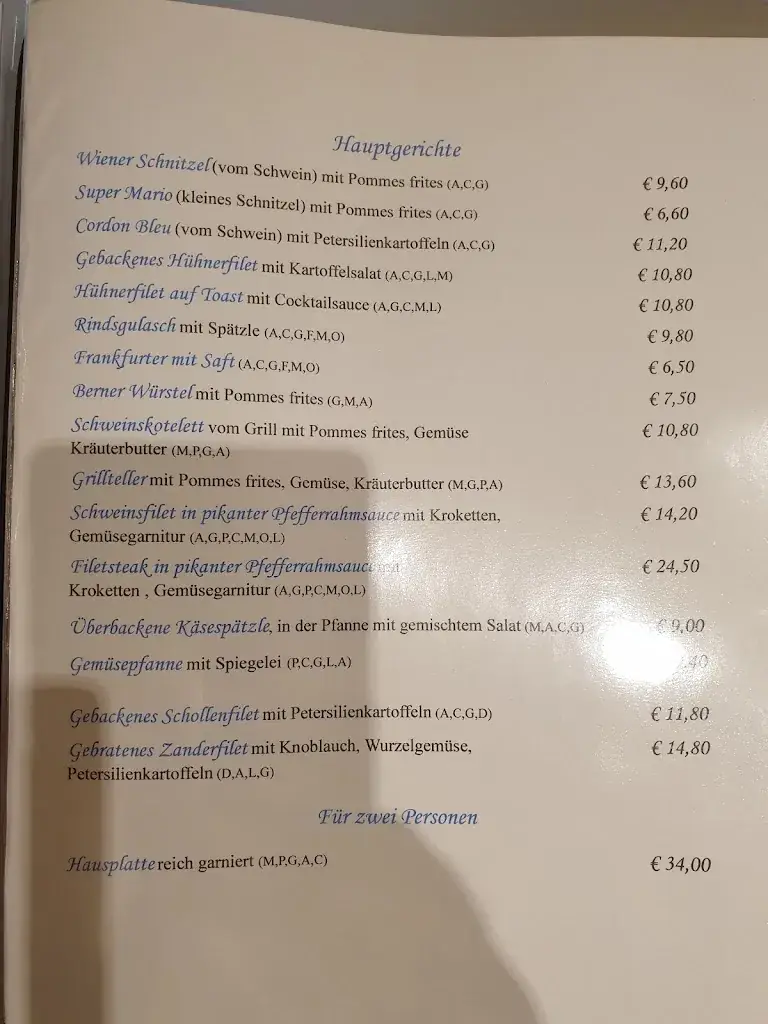 Hauptgerichte
Wiener Schnitzel (vom Schwein) mit Pommes frites (A,C,G) € 9,60
Super Mario (kleines Schnitzel) mit Pommes frites (A,C,G) € 6,60
Cordon Bleu (vom Schwein) mit Petersilienkartoffeln (A,C,G) € 11,20
Gebackenes Hühnerfilet mit Kartoffelsalat (A,C,G,L,M) € 10,80
Hühnerfilet auf Toast mit Cocktailsauce (A,G,C,M,L) € 10,80
Rindsgulasch mit Spätzle (A,C,G,F,M,O) € 9,80
Frankfurter mit Saft (A,C,G,F,M,O) € 6,50
Berner Würstel mit Pommes frites (G,M,A) € 7,50
Schweinskotelett vom Grill mit Pommes frites, Gemüse € 10,80
Kräuterbutter (M,P,G,A)
Grillteller mit Pommes frites, Gemüse, Kräuterbutter (M,G,P,A) € 13,60
Schweinsfilet in pikanter Pfefferrahmsauce mit Kroketten, € 14,20
Gemüsegarnitur (A,G,P,C,M,O,L)
Filetsteak in pikanter Pfefferrahmsauce € 24,50
Kroketten , Gemüsegarnitur (A,G,P,C,M,O,L)
Überbackene Käsespätzle, in der Pfanne mit gemischtem Salat (M,A,C,G) € 9,00
Gemüsepfanne mit Spiegelei (P,C,G,L,A)
Gebackenes Schollenfilet mit Petersilienkartoffeln (A,C,G,D) € 11,80
Gebratenes Zanderfilet mit Knoblauch, Wurzelgemüse, € 14,80
Petersilienkartoffeln (D,A,L,G)
Für zwei Personen
Hausplatte reich garniert (M,P,G,A,C) € 34,00